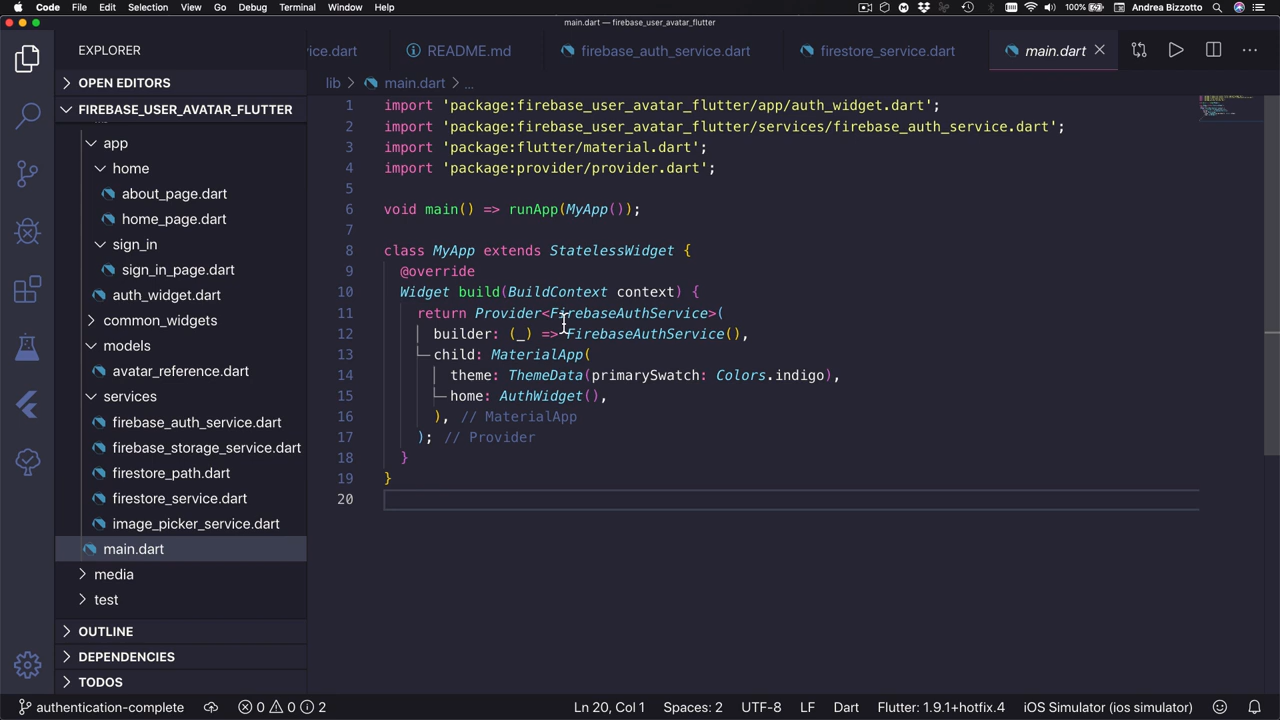 Code File Edit Selection View Go Debug Terminal Window Help 100% Andrea Bizzotto
main.dart — firebase_user_avatar_flutter
EXPLORER
OPEN EDITORS
FIREBASE_USER_AVATAR_FLUTTER
app
home
about_page.dart
home_page.dart
sign_in
sign_in_page.dart
auth_widget.dart
common_widgets
models
avatar_reference.dart
services
firebase_auth_service.dart
firebase_storage_service.dart
firestore_path.dart
firestore_service.dart
image_picker_service.dart
main.dart
media
test
OUTLINE
DEPENDENCIES
TODOS
vice.dart README.md firebase_auth_service.dart firestore_service.dart main.dart
lib > main.dart > ...
1 import 'package:firebase_user_avatar_flutter/app/auth_widget.dart';
2 import 'package:firebase_user_avatar_flutter/services/firebase_auth_service.dart';
3 import 'package:flutter/material.dart';
4 import 'package:provider/provider.dart';
5
6 void main() => runApp(MyApp());
7
8 class MyApp extends StatelessWidget {
9 @override
10 Widget build(BuildContext context) {
11 return Provider<FirebaseAuthService>(
12 builder: (_) => FirebaseAuthService(),
13 child: MaterialApp(
14 theme: ThemeData(primarySwatch: Colors.indigo),
15 home: AuthWidget(),
16 ), // MaterialApp
17 ); // Provider
18 }
19 }
20
authentication-complete 0 0 2 Ln 20, Col 1 Spaces: 2 UTF-8 LF Dart Flutter: 1.9.1+hotfix.4 iOS Simulator (ios simulator)